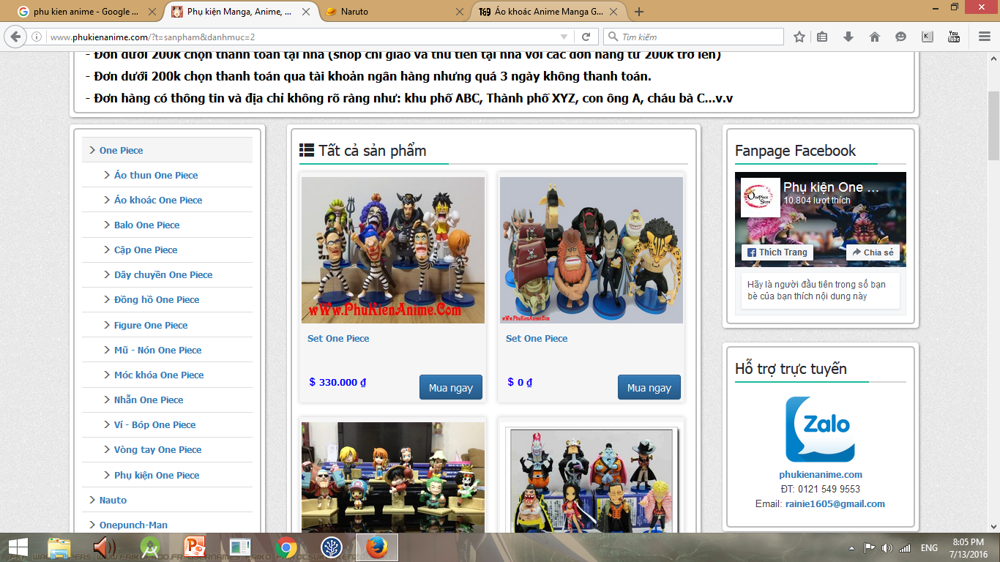 phu kien anime - Google ...
Phụ kiện Manga, Anime, ...
Naruto
Áo khoác Anime Manga G...
www.phukienanime.com/?t=sanpham&danhmuc=2
Tìm kiếm
- Đơn dưới 200k chọn thanh toán tại nhà (shop chỉ giao và thu tiền tại nhà với các đơn hàng từ 200k trở lên)
- Đơn dưới 200k chọn thanh toán qua tài khoản ngân hàng nhưng quá 3 ngày không thanh toán.
- Đơn hàng có thông tin và địa chỉ không rõ ràng như: khu phố ABC, Thành phố XYZ, con ông A, cháu bà C...v.v
One Piece
Áo thun One Piece
Áo khoác One Piece
Balo One Piece
Cặp One Piece
Dây chuyền One Piece
Đồng hồ One Piece
Figure One Piece
Mũ - Nón One Piece
Móc khóa One Piece
Nhẫn One Piece
Ví - Bóp One Piece
Vòng tay One Piece
Phụ kiện One Piece
Nauto
Onepunch-Man
Tất cả sản phẩm
wWw.PhuKienAnime.Com
wWw.PhuKienAnime.Com
Set One Piece
Set One Piece
$ 330.000 ₫
Mua ngay
$ 0 ₫
Mua ngay
Fanpage Facebook
Onepiece Store
Phụ kiện One ...
10.804 lượt thích
Thích Trang
Chia sẻ
Hãy là người đầu tiên trong số bạn
bè của bạn thích nội dung này
Hỗ trợ trực tuyến
Zalo
phukienanime.com
ĐT: 0121 549 9553
Email: rainie1605@gmail.com
ENG
8:05 PM
7/13/2016